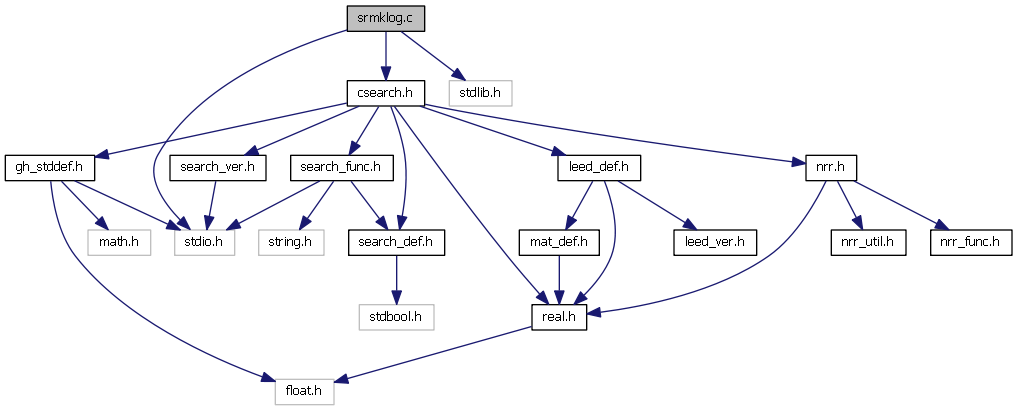 srmklog.c
csearch.h
stdlib.h
gh_stddef.h
search_ver.h
search_func.h
leed_def.h
nrr.h
math.h
stdio.h
string.h
search_def.h
mat_def.h
leed_ver.h
nrr_util.h
nrr_func.h
stdbool.h
real.h
float.h